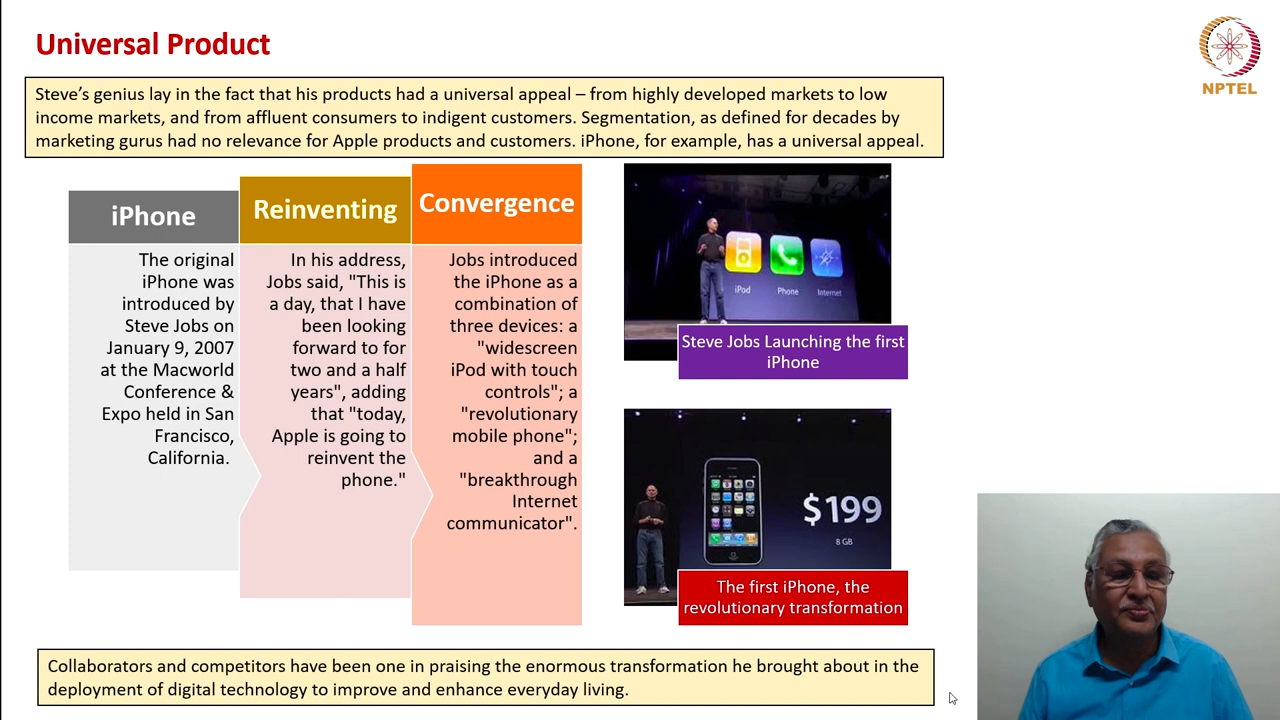 Universal Product
NPTEL
Steve’s genius lay in the fact that his products had a universal appeal – from highly developed markets to low
income markets, and from affluent consumers to indigent customers. Segmentation, as defined for decades by
marketing gurus had no relevance for Apple products and customers. iPhone, for example, has a universal appeal.
iPhone
The original
iPhone was
introduced by
Steve Jobs on
January 9, 2007
at the Macworld
Conference &
Expo held in San
Francisco,
California.
Reinventing
In his address,
Jobs said, "This is
a day, that I have
been looking
forward to for
two and a half
years", adding
that "today,
Apple is going to
reinvent the
phone."
Convergence
Jobs introduced
the iPhone as a
combination of
three devices: a
"widescreen
iPod with touch
controls"; a
"revolutionary
mobile phone";
and a
"breakthrough
Internet
communicator".
iPod Phone Internet
Steve Jobs Launching the first
iPhone
$199
8 GB
The first iPhone, the
revolutionary transformation
Collaborators and competitors have been one in praising the enormous transformation he brought about in the
deployment of digital technology to improve and enhance everyday living.